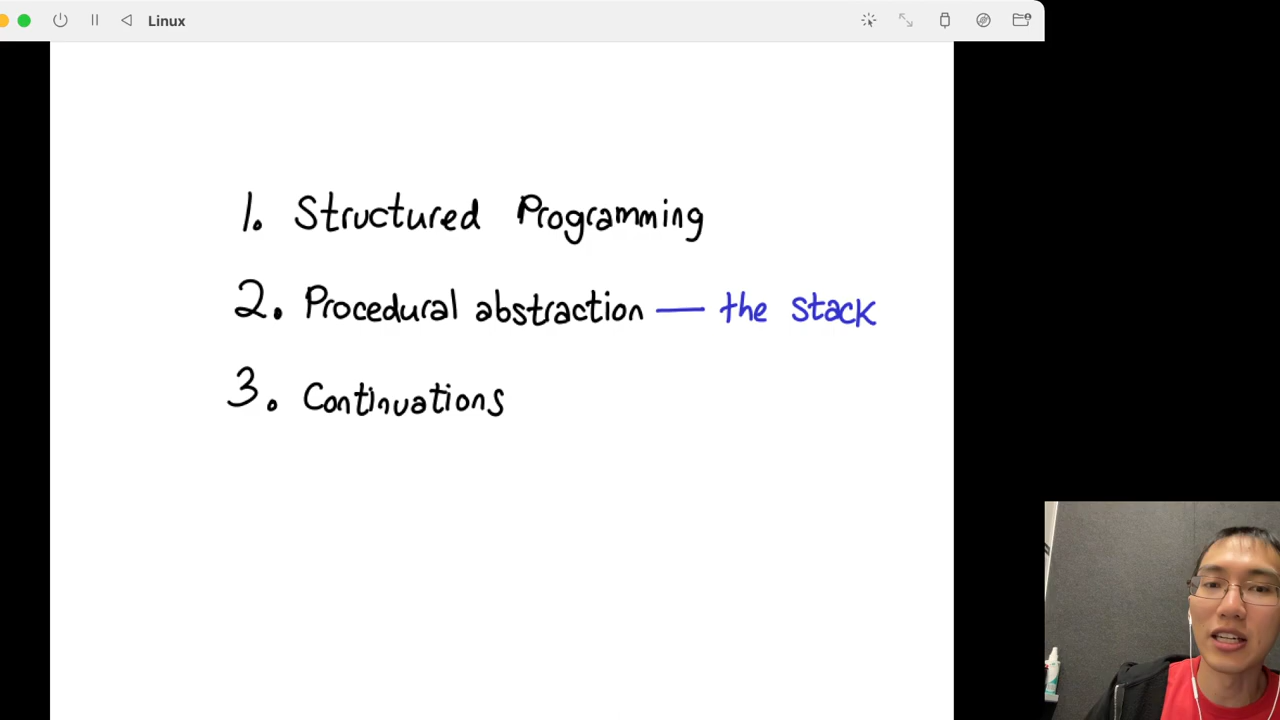 Linux
1. Structured Programming
2. Procedural abstraction — the stack
3. Continuations